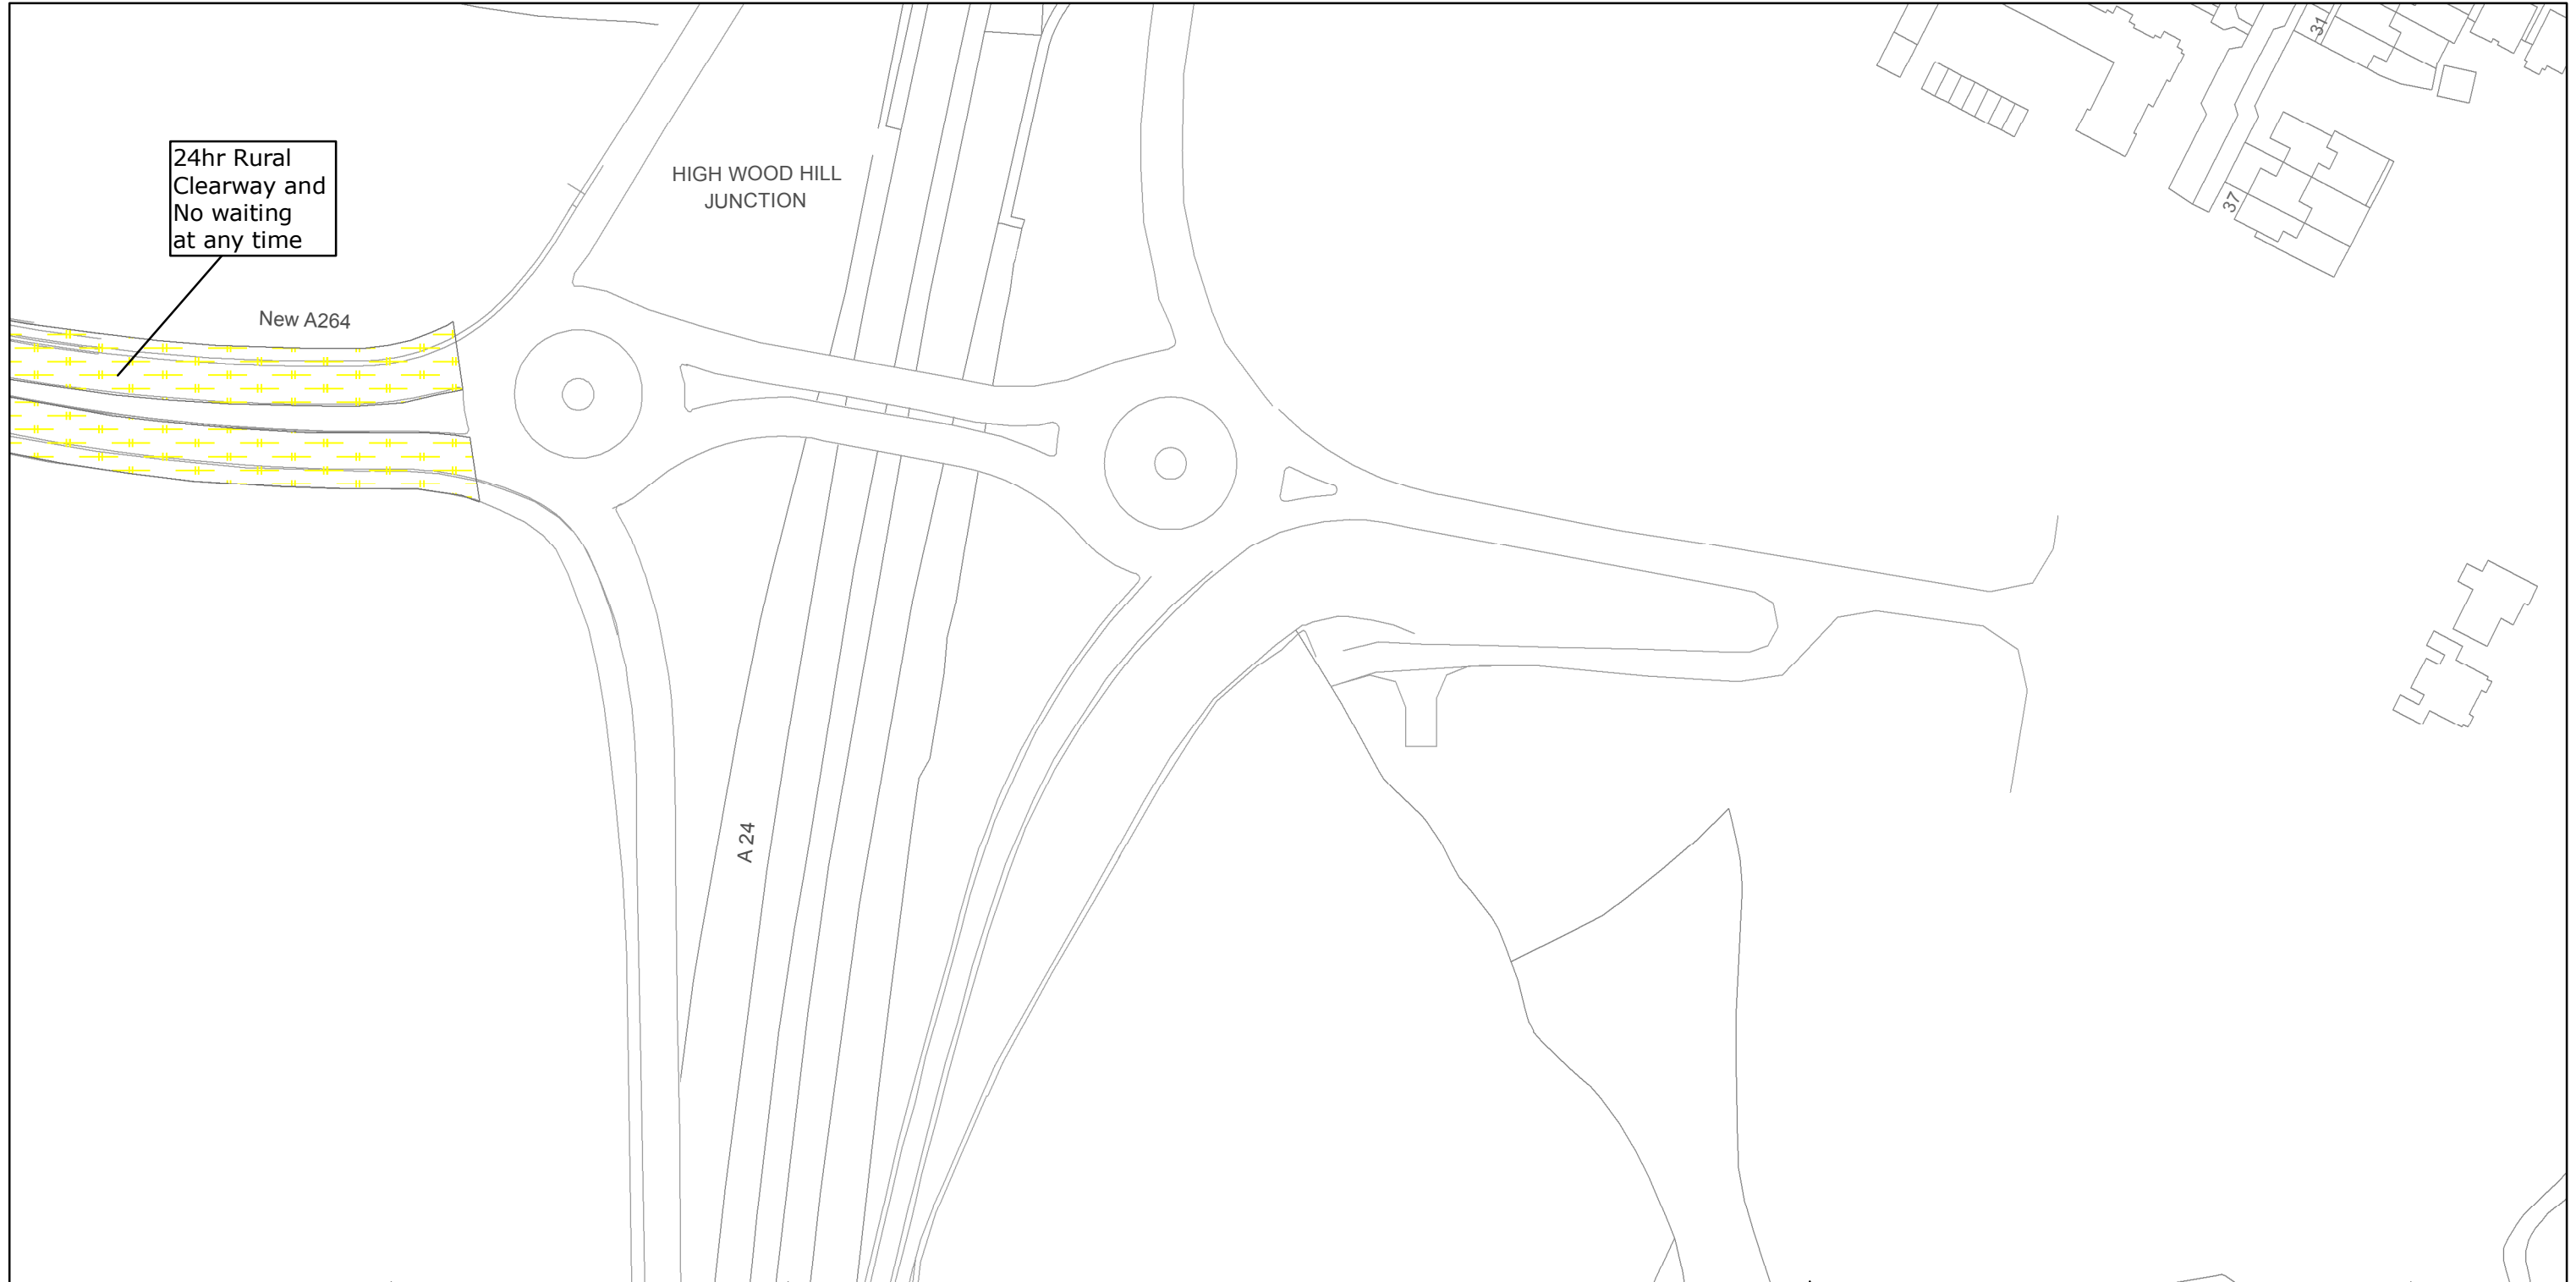 24hr Rural
Clearway and
No waiting
at any time
HIGH WOOD HILL
JUNCTION
New A264
A 24
31
37